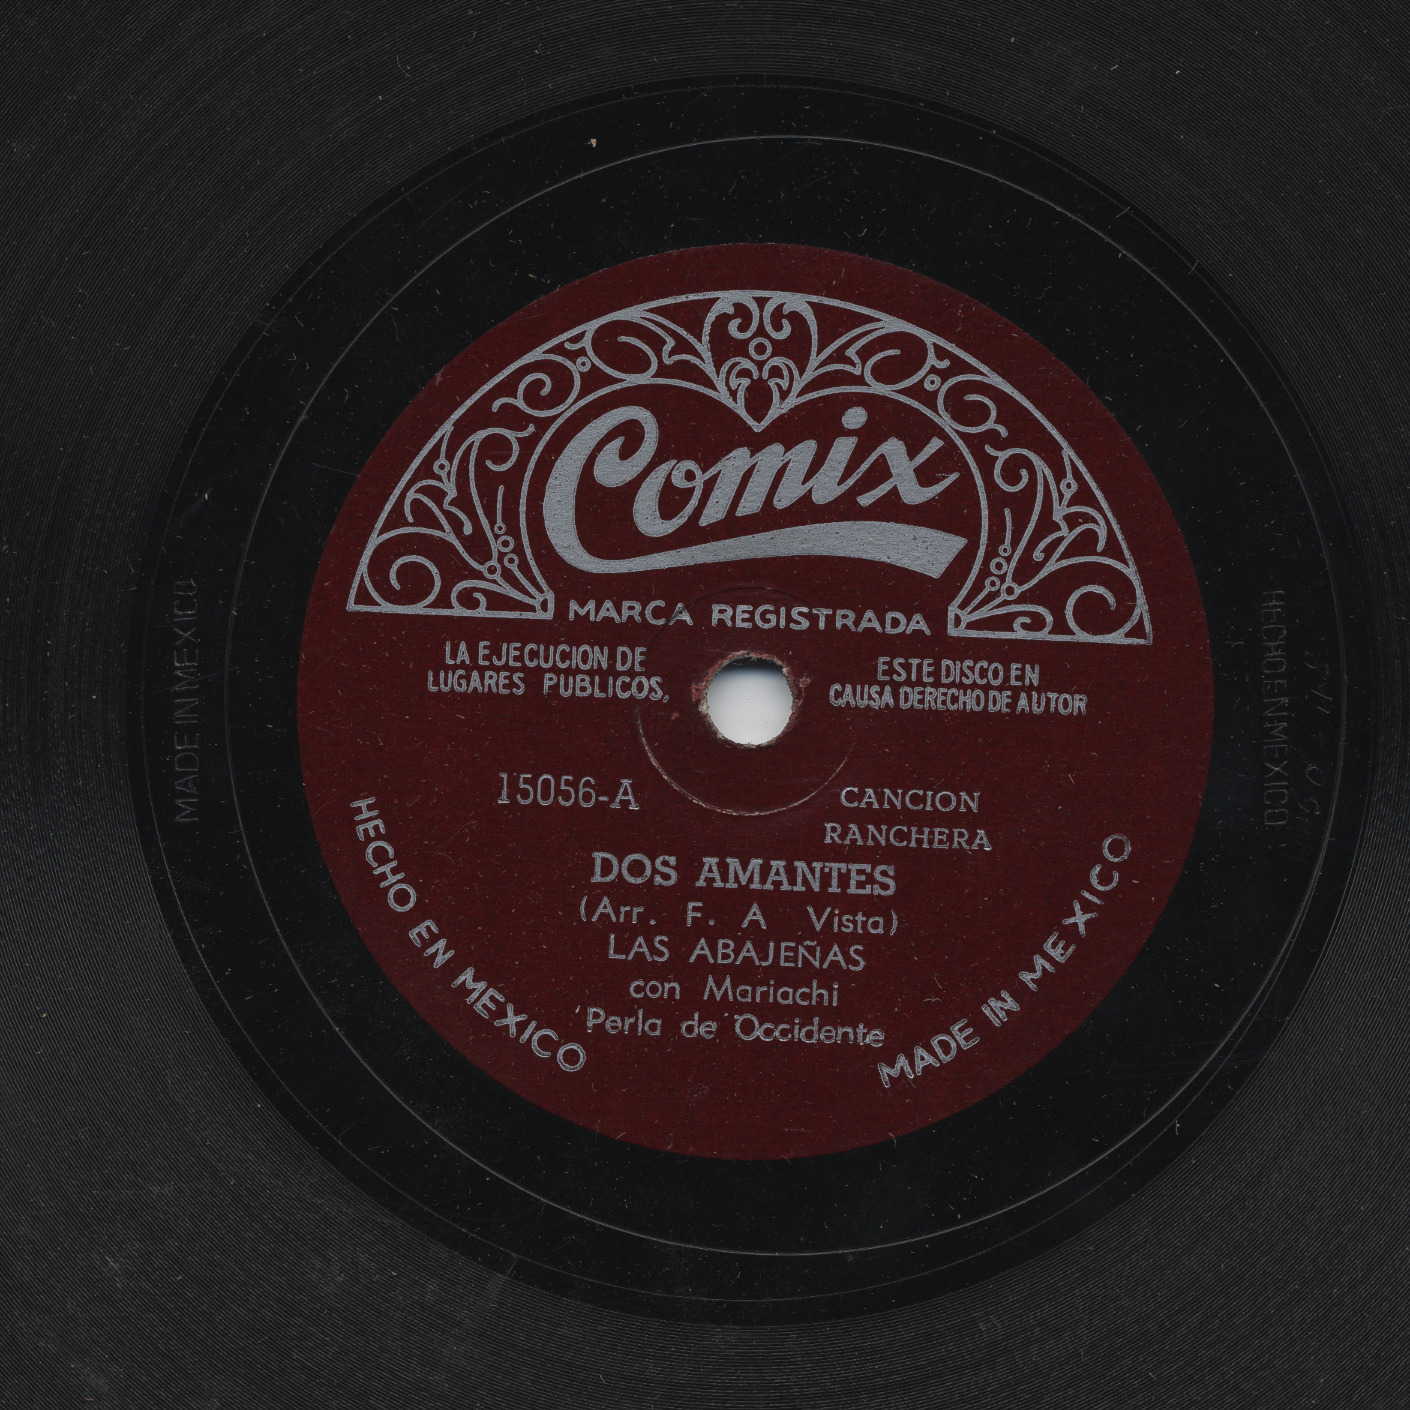 Comix
MARCA REGISTRADA
LA EJECUCION DE
LUGARES PUBLICOS,
ESTE DISCO EN
CAUSA DERECHO DE AUTOR
15056-A
CANCION
RANCHERA
DOS AMANTES
(Arr. F. A Vista)
LAS ABAJEÑAS
con Mariachi
'Perla de Occidente
HECHO EN MEXICO
MADE IN MEXICO
MADE IN MEXICO
HECHO EN MEXICO